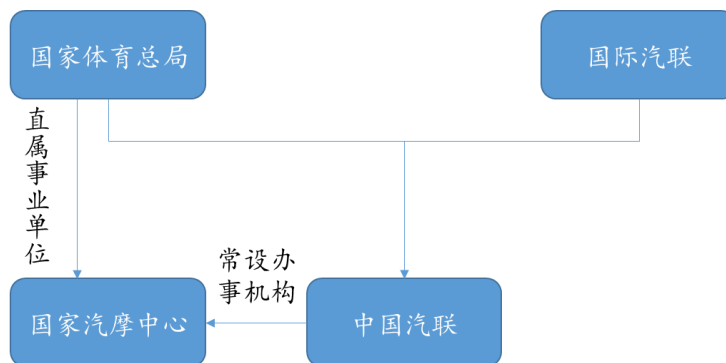 国家体育总局
国际汽联
直属事业单位
常设办
事机构
国家汽摩中心
中国汽联